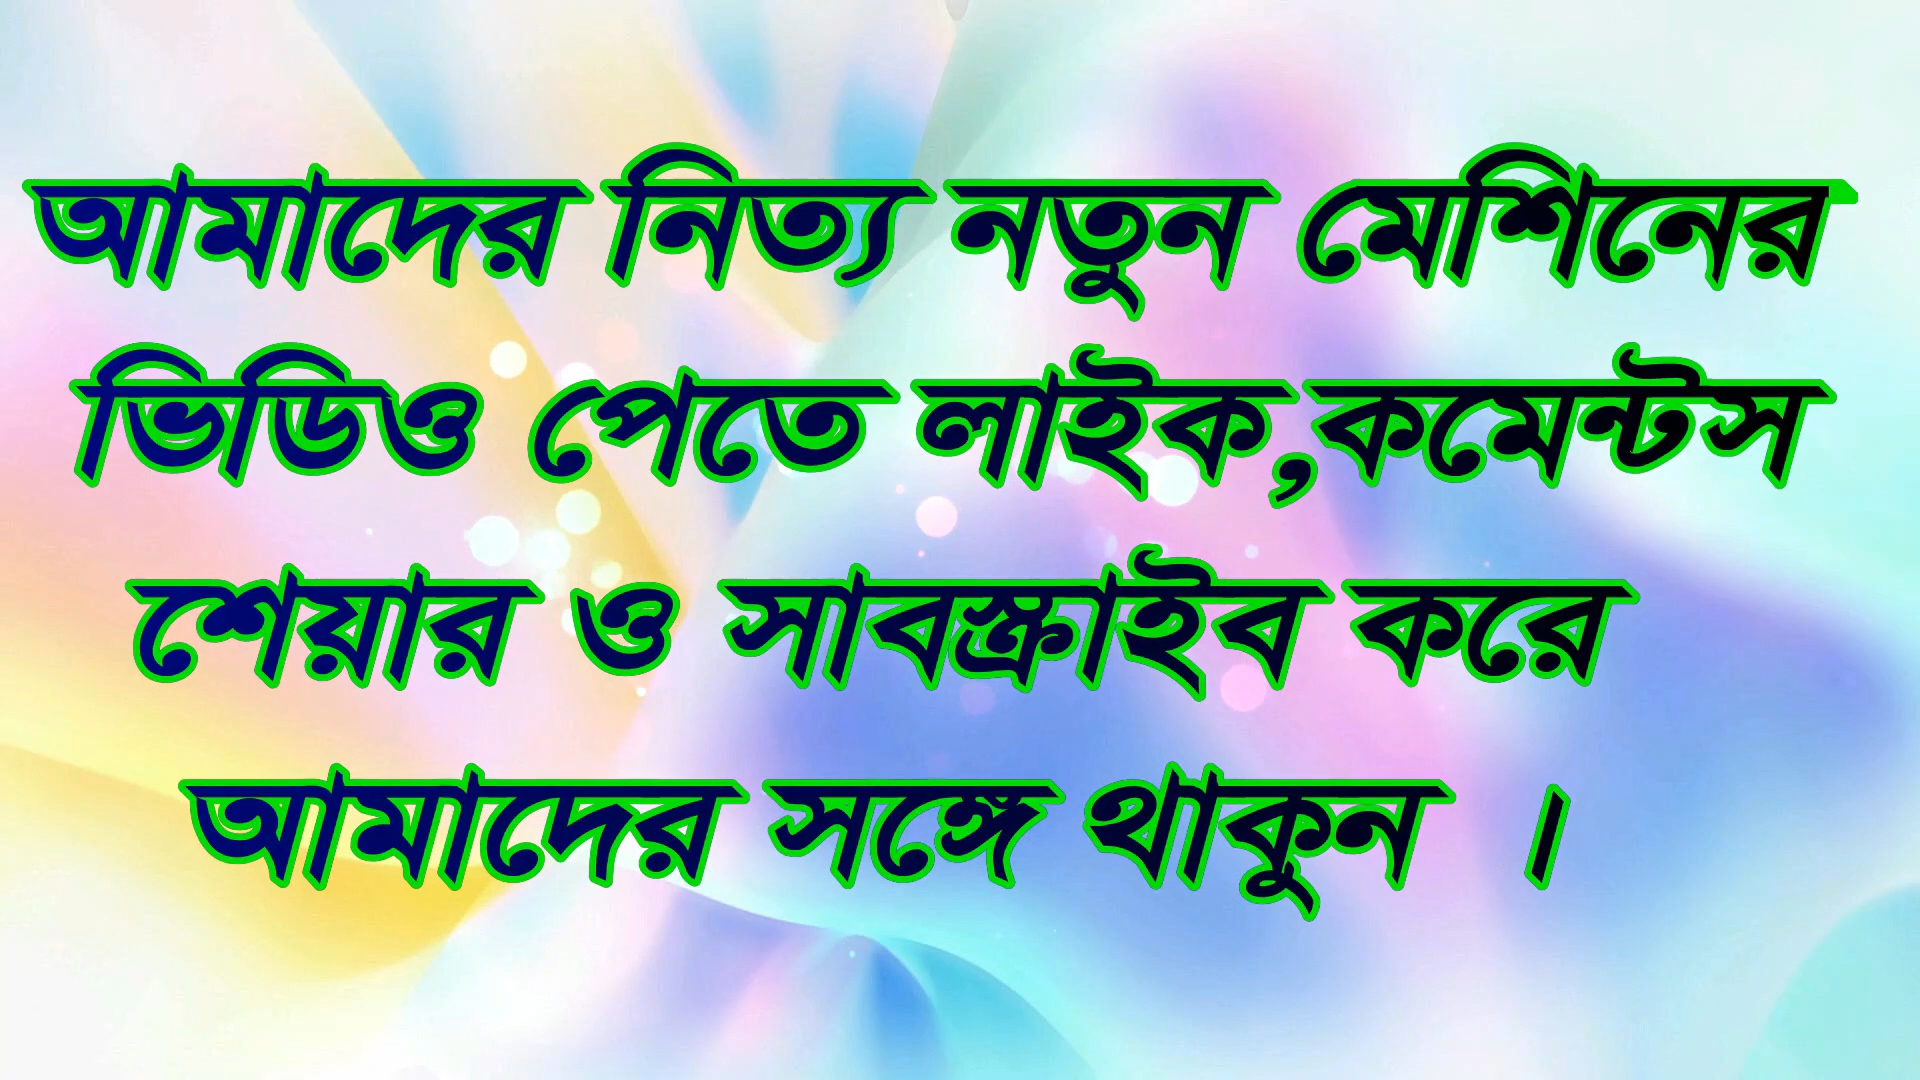 আমাদের নিত্য নতুন মেশিনের
ভিডিও পেতে লাইক,কমেন্টস
শেয়ার ও সাবস্ক্রাইব করে
আমাদের সঙ্গে থাকুন ।